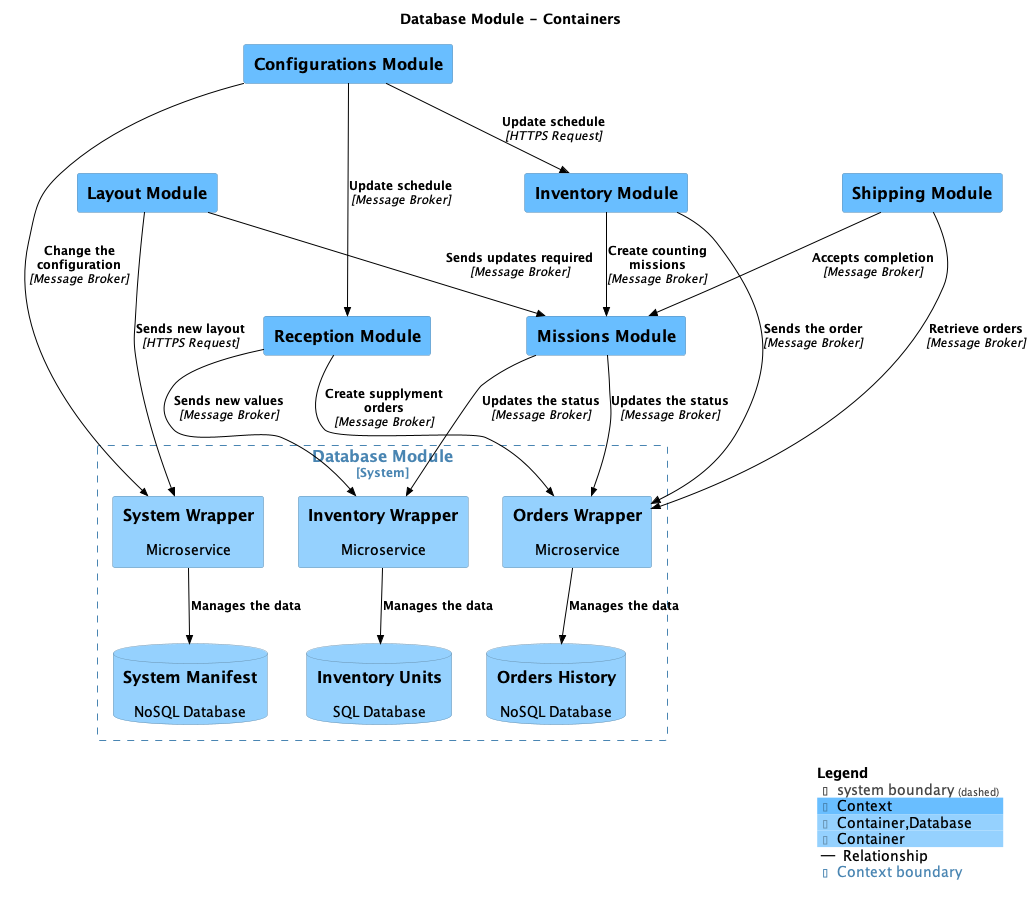 Database Module - Containers
Configurations Module
Update schedule
[HTTPS Request]
Layout Module
Update schedule
[Message Broker]
Inventory Module
Shipping Module
Change the
configuration
[Message Broker]
Sends updates required
[Message Broker]
Create counting
missions
[Message Broker]
Accepts completion
[Message Broker]
Sends new layout
[HTTPS Request]
Reception Module
Missions Module
Sends the order
[Message Broker]
Retrieve orders
[Message Broker]
Sends new values
[Message Broker]
Create supplyment
orders
[Message Broker]
Updates the status
[Message Broker]
Updates the status
[Message Broker]
Database Module
[System]
System Wrapper
Microservice
Inventory Wrapper
Microservice
Orders Wrapper
Microservice
Manages the data
Manages the data
Manages the data
System Manifest
NoSQL Database
Inventory Units
SQL Database
Orders History
NoSQL Database
Legend
system boundary (dashed)
Context
Container,Database
Container
Relationship
Context boundary